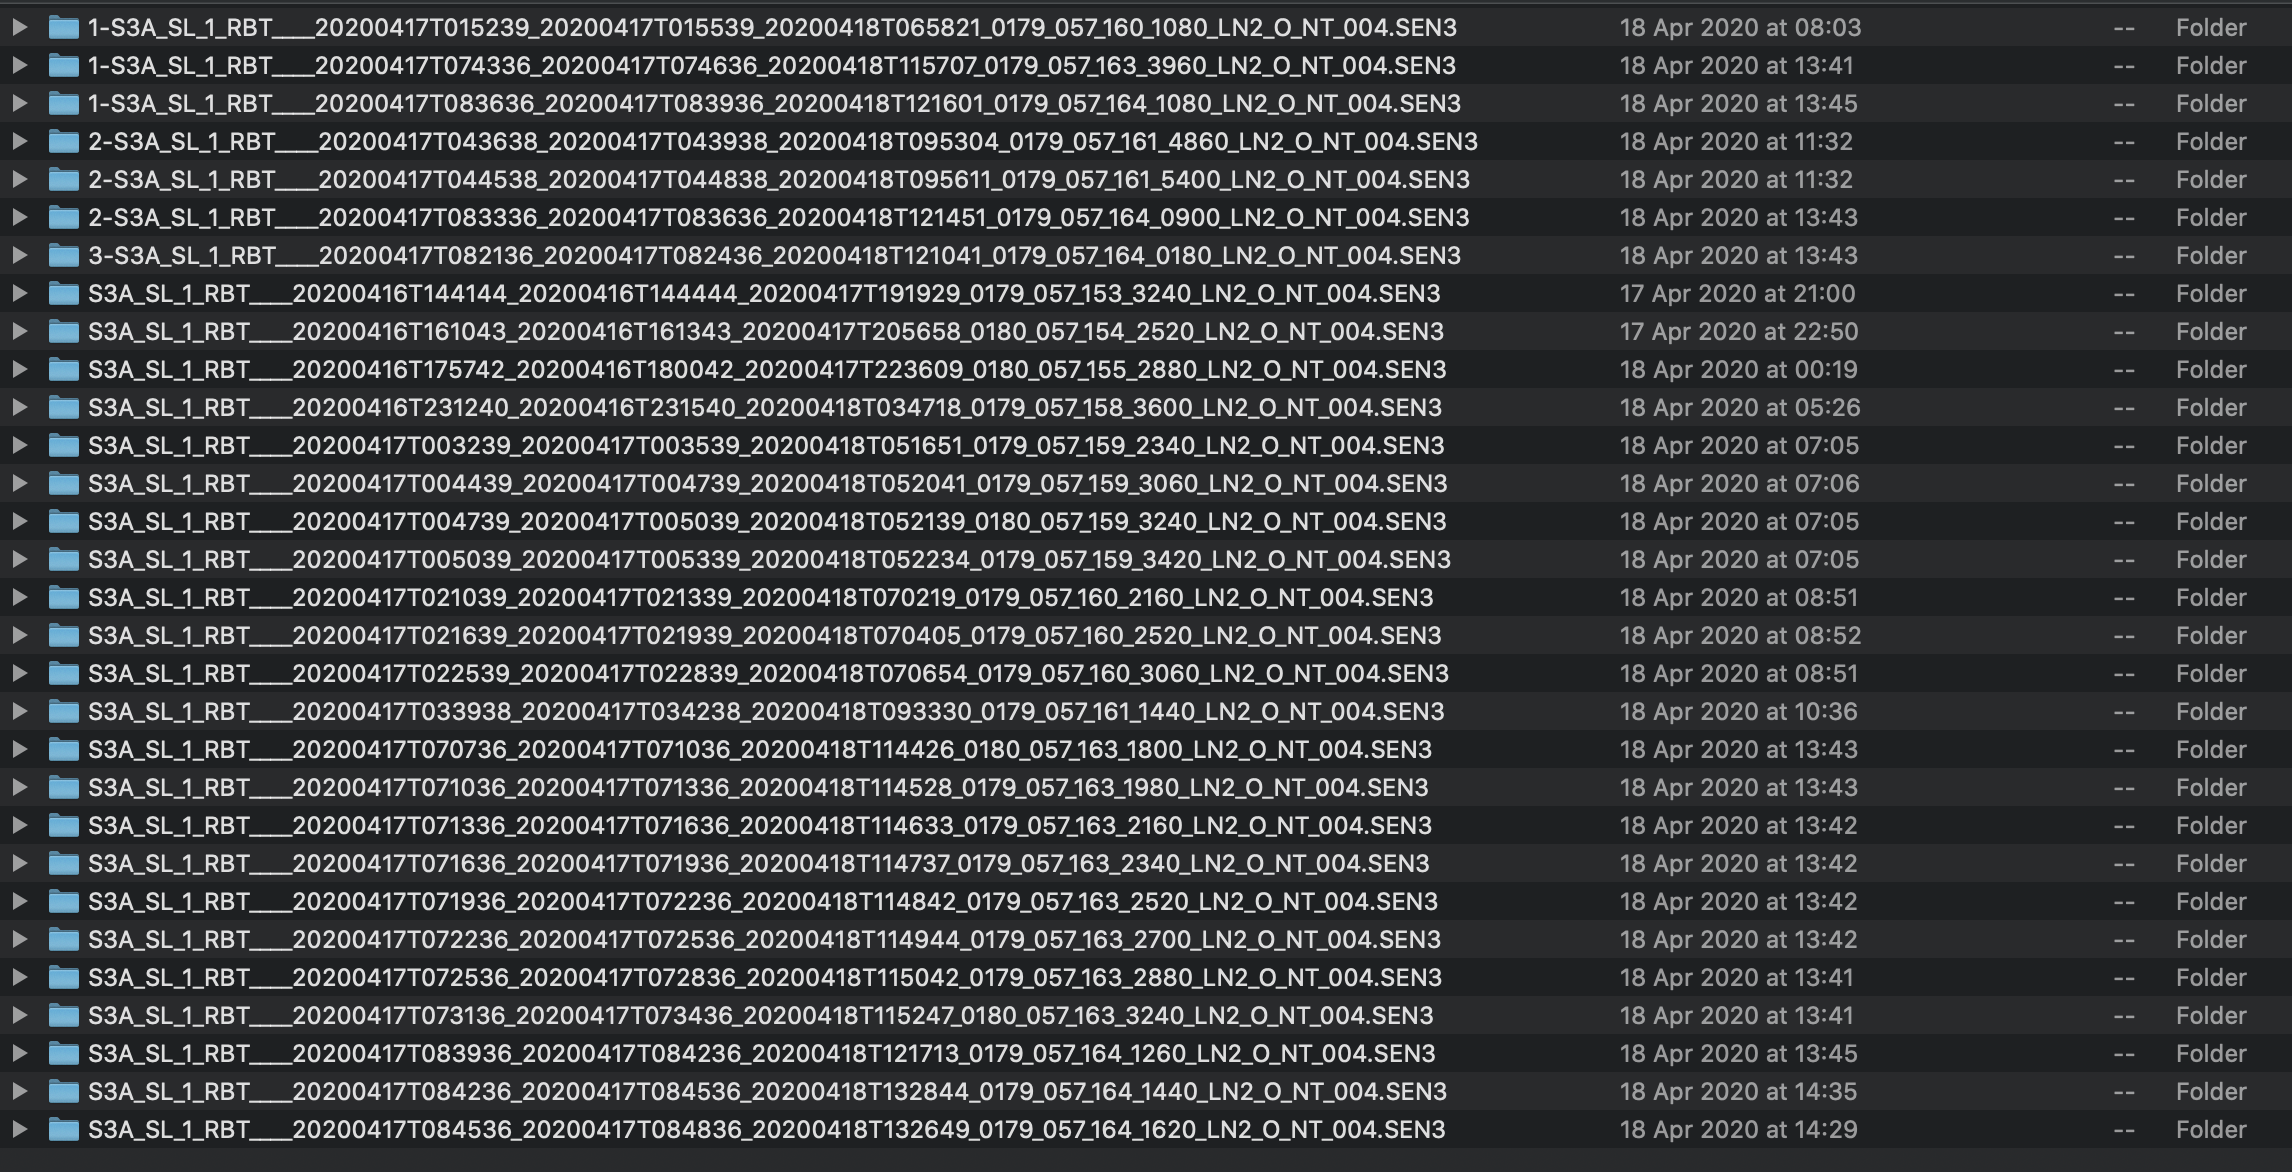 1-S3A_SL_1_RBT____20200417T015239_20200417T015539_20200418T065821_0179_057_160_1080_LN2_O_NT_004.SEN3 18 Apr 2020 at 08:03 -- Folder
1-S3A_SL_1_RBT____20200417T074336_20200417T074636_20200418T115707_0179_057_163_3960_LN2_O_NT_004.SEN3 18 Apr 2020 at 13:41 -- Folder
1-S3A_SL_1_RBT____20200417T083636_20200417T083936_20200418T121601_0179_057_164_1080_LN2_O_NT_004.SEN3 18 Apr 2020 at 13:45 -- Folder
2-S3A_SL_1_RBT____20200417T043638_20200417T043938_20200418T095304_0179_057_161_4860_LN2_O_NT_004.SEN3 18 Apr 2020 at 11:32 -- Folder
2-S3A_SL_1_RBT____20200417T044538_20200417T044838_20200418T095611_0179_057_161_5400_LN2_O_NT_004.SEN3 18 Apr 2020 at 11:32 -- Folder
2-S3A_SL_1_RBT____20200417T083336_20200417T083636_20200418T121451_0179_057_164_0900_LN2_O_NT_004.SEN3 18 Apr 2020 at 13:43 -- Folder
3-S3A_SL_1_RBT____20200417T082136_20200417T082436_20200418T121041_0179_057_164_0180_LN2_O_NT_004.SEN3 18 Apr 2020 at 13:43 -- Folder
S3A_SL_1_RBT____20200416T144144_20200416T144444_20200417T191929_0179_057_153_3240_LN2_O_NT_004.SEN3 17 Apr 2020 at 21:00 -- Folder
S3A_SL_1_RBT____20200416T161043_20200416T161343_20200417T205658_0180_057_154_2520_LN2_O_NT_004.SEN3 17 Apr 2020 at 22:50 -- Folder
S3A_SL_1_RBT____20200416T175742_20200416T180042_20200417T223609_0180_057_155_2880_LN2_O_NT_004.SEN3 18 Apr 2020 at 00:19 -- Folder
S3A_SL_1_RBT____20200416T231240_20200416T231540_20200418T034718_0179_057_158_3600_LN2_O_NT_004.SEN3 18 Apr 2020 at 05:26 -- Folder
S3A_SL_1_RBT____20200417T003239_20200417T003539_20200418T051651_0179_057_159_2340_LN2_O_NT_004.SEN3 18 Apr 2020 at 07:05 -- Folder
S3A_SL_1_RBT____20200417T004439_20200417T004739_20200418T052041_0179_057_159_3060_LN2_O_NT_004.SEN3 18 Apr 2020 at 07:06 -- Folder
S3A_SL_1_RBT____20200417T004739_20200417T005039_20200418T052139_0180_057_159_3240_LN2_O_NT_004.SEN3 18 Apr 2020 at 07:05 -- Folder
S3A_SL_1_RBT____20200417T005039_20200417T005339_20200418T052234_0179_057_159_3420_LN2_O_NT_004.SEN3 18 Apr 2020 at 07:05 -- Folder
S3A_SL_1_RBT____20200417T021039_20200417T021339_20200418T070219_0179_057_160_2160_LN2_O_NT_004.SEN3 18 Apr 2020 at 08:51 -- Folder
S3A_SL_1_RBT____20200417T021639_20200417T021939_20200418T070405_0179_057_160_2520_LN2_O_NT_004.SEN3 18 Apr 2020 at 08:52 -- Folder
S3A_SL_1_RBT____20200417T022539_20200417T022839_20200418T070654_0179_057_160_3060_LN2_O_NT_004.SEN3 18 Apr 2020 at 08:51 -- Folder
S3A_SL_1_RBT____20200417T033938_20200417T034238_20200418T093330_0179_057_161_1440_LN2_O_NT_004.SEN3 18 Apr 2020 at 10:36 -- Folder
S3A_SL_1_RBT____20200417T070736_20200417T071036_20200418T114426_0180_057_163_1800_LN2_O_NT_004.SEN3 18 Apr 2020 at 13:43 -- Folder
S3A_SL_1_RBT____20200417T071036_20200417T071336_20200418T114528_0179_057_163_1980_LN2_O_NT_004.SEN3 18 Apr 2020 at 13:43 -- Folder
S3A_SL_1_RBT____20200417T071336_20200417T071636_20200418T114633_0179_057_163_2160_LN2_O_NT_004.SEN3 18 Apr 2020 at 13:42 -- Folder
S3A_SL_1_RBT____20200417T071636_20200417T071936_20200418T114737_0179_057_163_2340_LN2_O_NT_004.SEN3 18 Apr 2020 at 13:42 -- Folder
S3A_SL_1_RBT____20200417T071936_20200417T072236_20200418T114842_0179_057_163_2520_LN2_O_NT_004.SEN3 18 Apr 2020 at 13:42 -- Folder
S3A_SL_1_RBT____20200417T072236_20200417T072536_20200418T114944_0179_057_163_2700_LN2_O_NT_004.SEN3 18 Apr 2020 at 13:42 -- Folder
S3A_SL_1_RBT____20200417T072536_20200417T072836_20200418T115042_0179_057_163_2880_LN2_O_NT_004.SEN3 18 Apr 2020 at 13:41 -- Folder
S3A_SL_1_RBT____20200417T073136_20200417T073436_20200418T115247_0180_057_163_3240_LN2_O_NT_004.SEN3 18 Apr 2020 at 13:41 -- Folder
S3A_SL_1_RBT____20200417T083936_20200417T084236_20200418T121713_0179_057_164_1260_LN2_O_NT_004.SEN3 18 Apr 2020 at 13:45 -- Folder
S3A_SL_1_RBT____20200417T084236_20200417T084536_20200418T132844_0179_057_164_1440_LN2_O_NT_004.SEN3 18 Apr 2020 at 14:35 -- Folder
S3A_SL_1_RBT____20200417T084536_20200417T084836_20200418T132649_0179_057_164_1620_LN2_O_NT_004.SEN3 18 Apr 2020 at 14:29 -- Folder